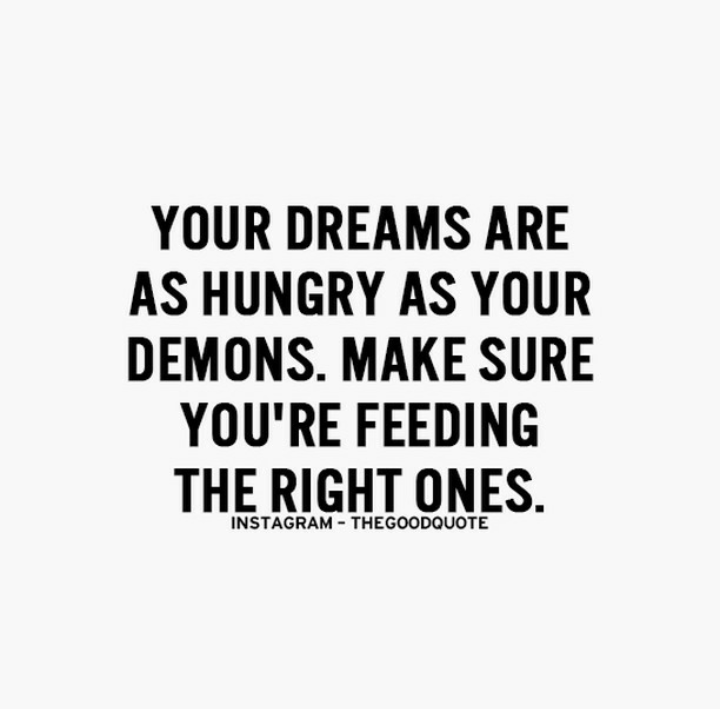 YOUR DREAMS ARE
AS HUNGRY AS YOUR
DEMONS. MAKE SURE
YOU'RE FEEDING
THE RIGHT ONES.
INSTAGRAM - THEGOODQUOTE